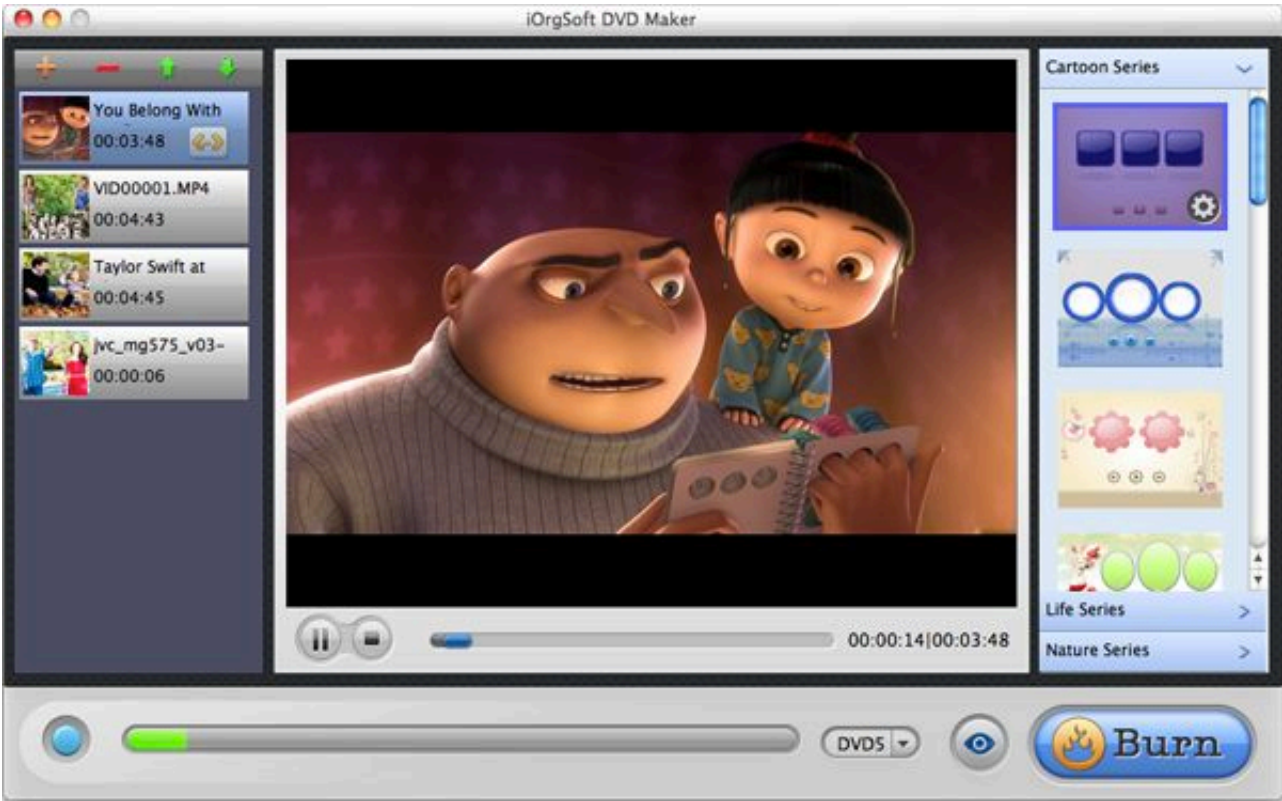 iOrgSoft DVD Maker
You Belong With
00:03:48
VID00001.MP4
00:04:43
Taylor Swift at
00:04:45
jvc_mg575_v03-
00:00:06
00:00:14|00:03:48
Cartoon Series
Life Series
Nature Series
DVD5
Burn